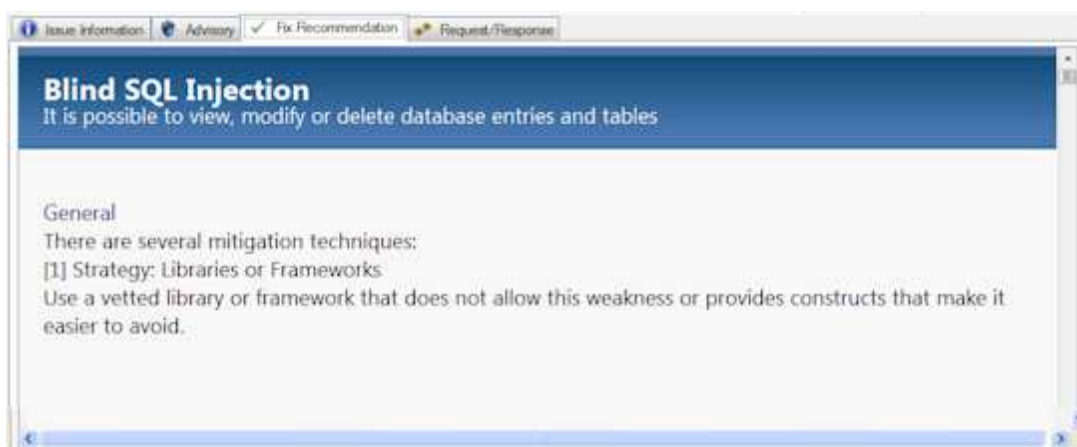 Issue Information Advisory Fix Recommendation Request/Response
Blind SQL Injection
It is possible to view, modify or delete database entries and tables
General
There are several mitigation techniques:
[1] Strategy: Libraries or Frameworks
Use a vetted library or framework that does not allow this weakness or provides constructs that make it
easier to avoid.